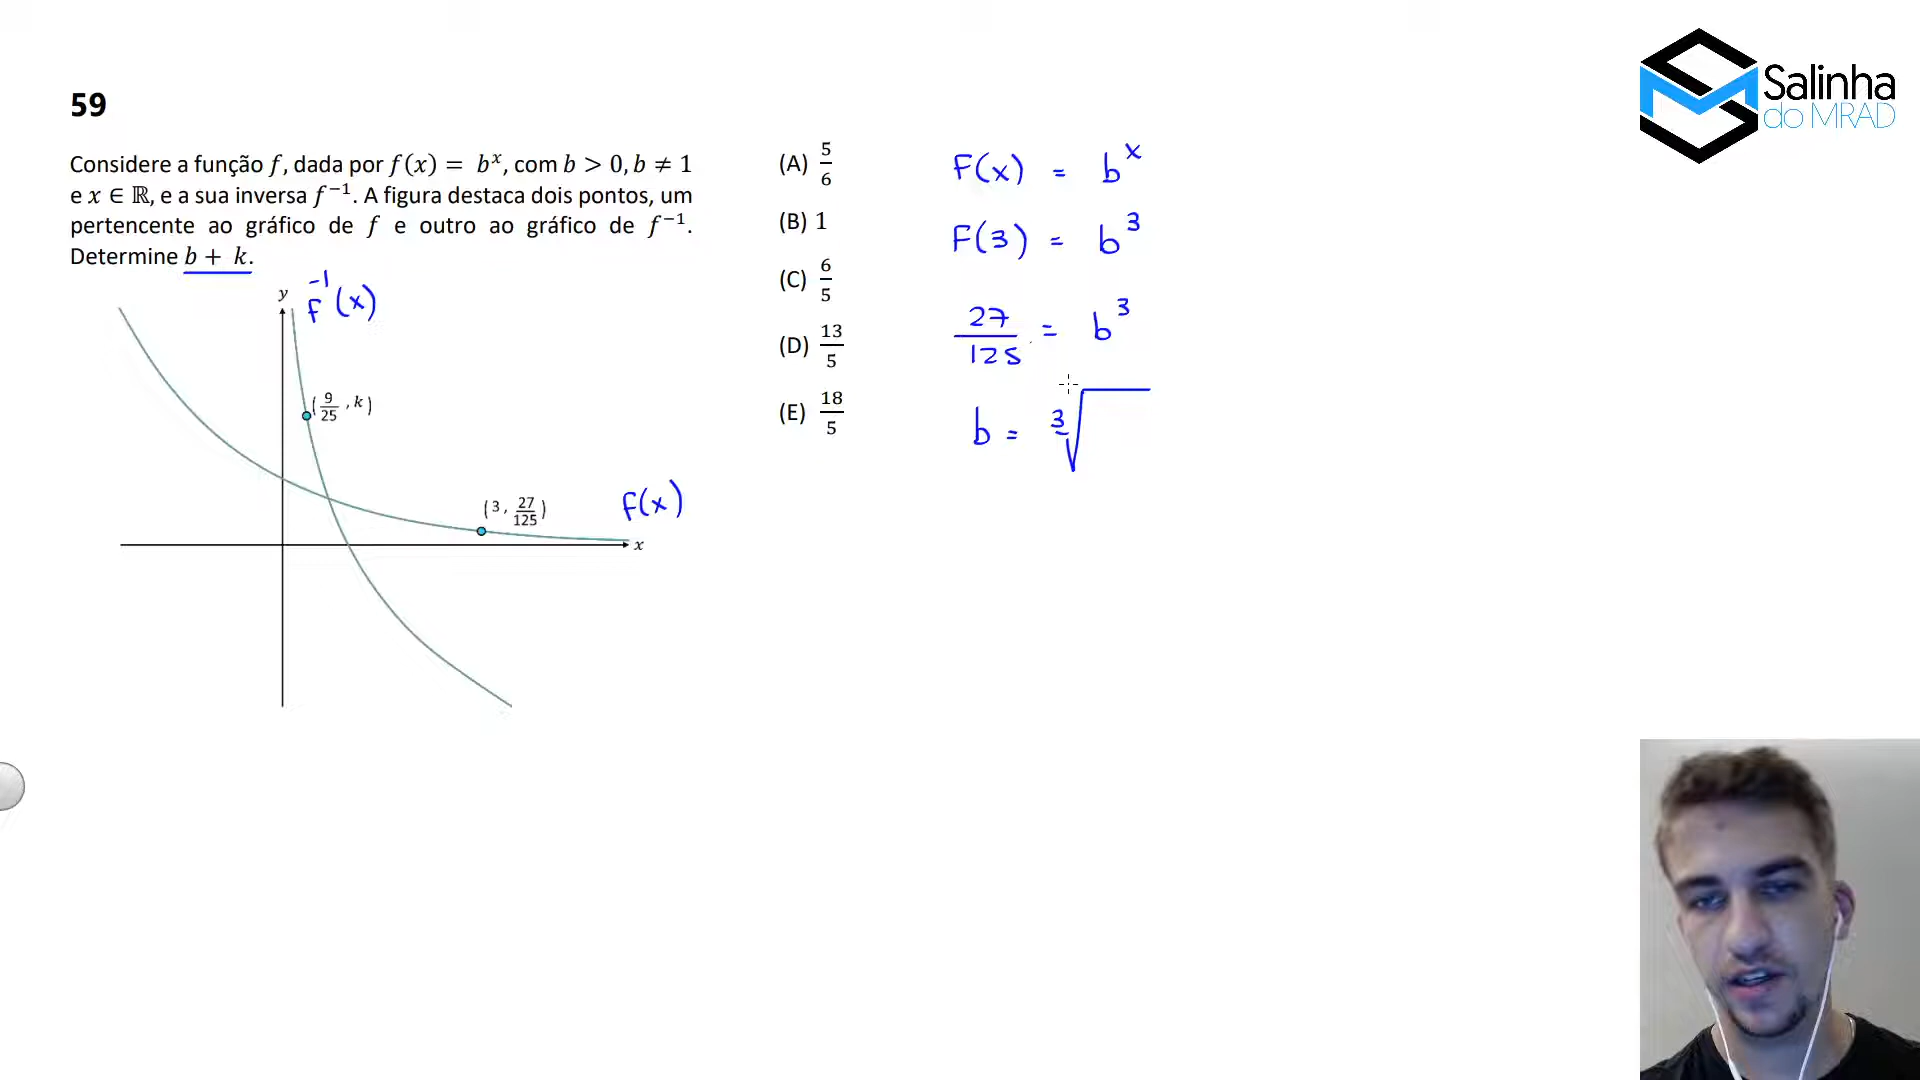 Salinha
do MRAD
59
Considere a função f, dada por f(x) = b^x, com b > 0, b ≠ 1
e x ∈ ℝ, e a sua inversa f⁻¹. A figura destaca dois pontos, um
pertencente ao gráfico de f e outro ao gráfico de f⁻¹.
Determine b + k.
y
f⁻¹(x)
(9/25, k)
(3, 27/125)
F(x)
x
(A) 5/6
(B) 1
(C) 6/5
(D) 13/5
(E) 18/5
F(x) = b^x
F(3) = b³
27/125 = b³
b = ³√